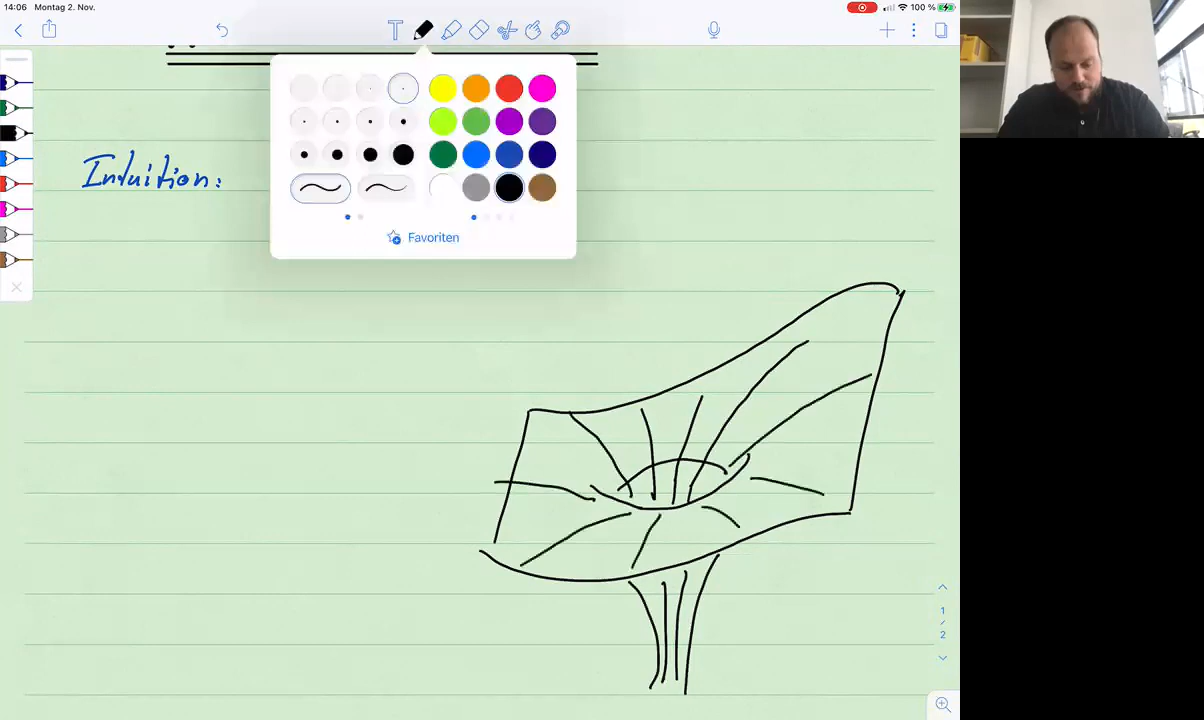 14:06 Montag 2. Nov.
100 %
T
Favoriten
Intuition:
1
/
2